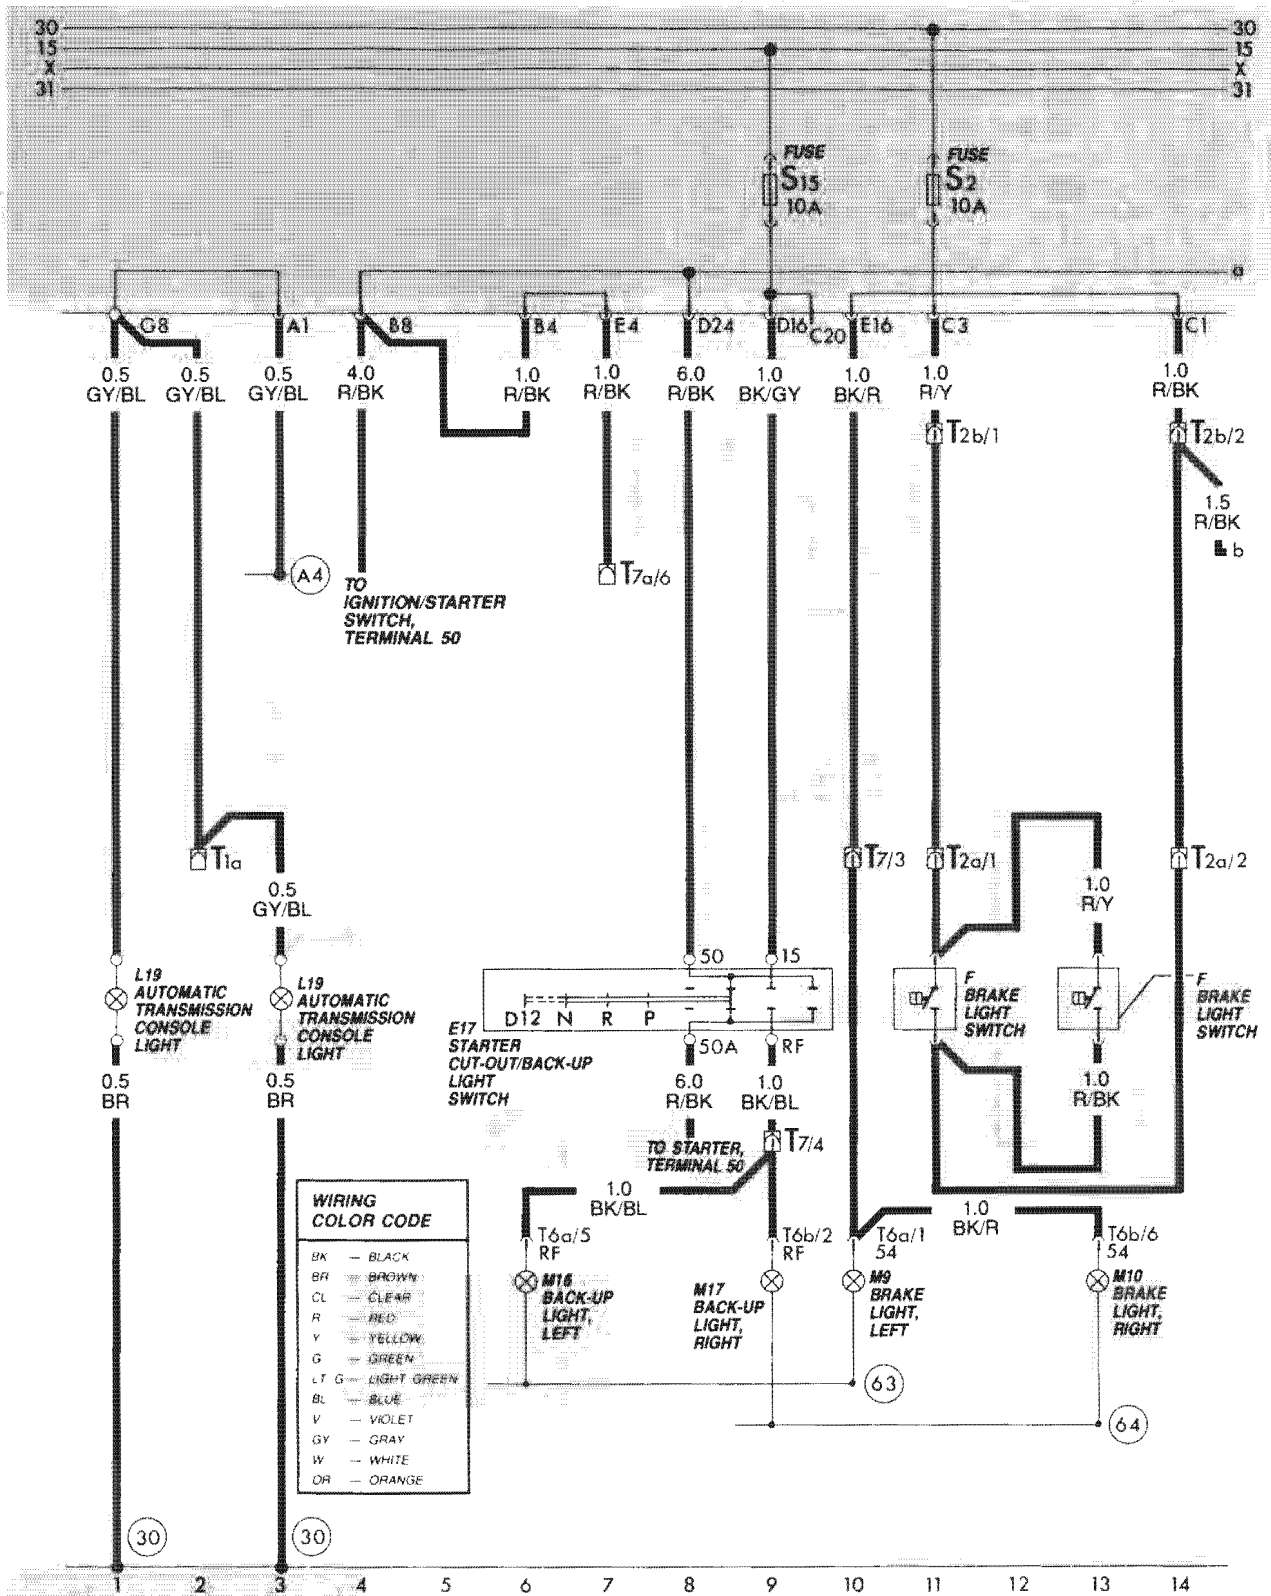 30 30
15 15
X X
31 31
FUSE FUSE
S15 S2
10A 10A
a
G8 A1 B8 B4 E4 D24 D16 C20 E16 C3 C1
0.5 0.5 0.5 4.0 1.0 1.0 6.0 1.0 1.0 1.0 1.0
GY/BL GY/BL GY/BL R/BK R/BK R/BK R/BK BK/GY BK/R R/Y R/BK
T2b/1 T2b/2
1.5
R/BK
b
A4
T7a/6
TO
IGNITION/STARTER
SWITCH,
TERMINAL 50
T1a T7/3 T2a/1 T2a/2
0.5
GY/BL
1.0
R/Y
50 15
L19
AUTOMATIC
TRANSMISSION
CONSOLE
LIGHT
L19
AUTOMATIC
TRANSMISSION
CONSOLE
LIGHT
D12 N R P
E17
STARTER
CUT-OUT/BACK-UP
LIGHT
SWITCH
50A RF
F
BRAKE
LIGHT
SWITCH
F
BRAKE
LIGHT
SWITCH
0.5 0.5 6.0 1.0 1.0
BR BR R/BK BK/BL R/BK
T7/4
TO STARTER,
TERMINAL 50
1.0
BK/BL
1.0
BK/R
T6a/5
RF
T6b/2
RF
T6a/1
54
T6b/6
54
M16
BACK-UP
LIGHT,
LEFT
M17
BACK-UP
LIGHT,
RIGHT
M9
BRAKE
LIGHT,
LEFT
M10
BRAKE
LIGHT,
RIGHT
63
64
WIRING
COLOR CODE
BK — BLACK
BR — BROWN
CL — CLEAR
R — RED
Y — YELLOW
G — GREEN
LT G — LIGHT GREEN
BL — BLUE
V — VIOLET
GY — GRAY
W — WHITE
OR — ORANGE
30 30
1 2 3 4 5 6 7 8 9 10 11 12 13 14